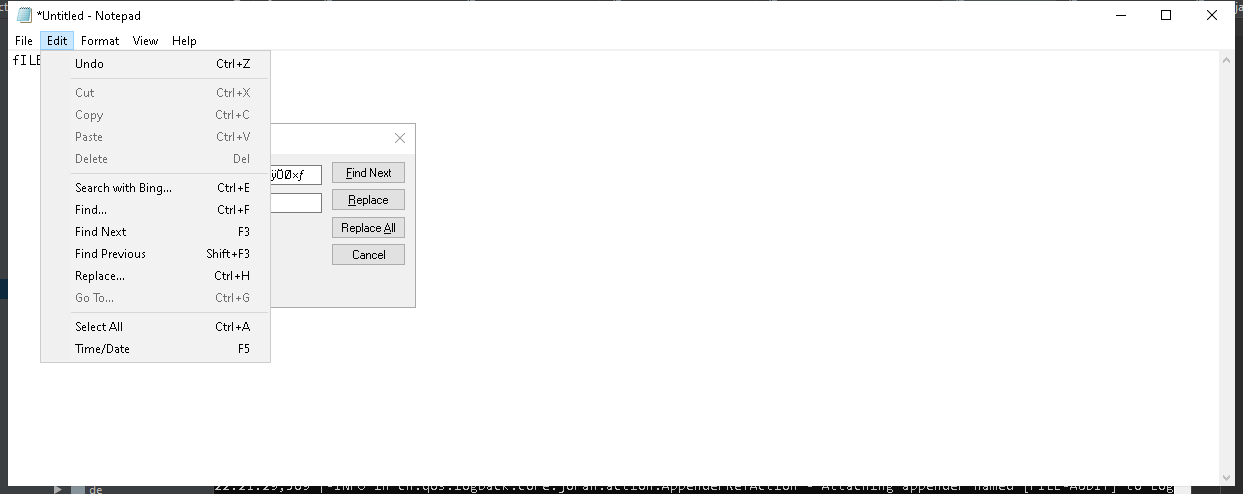 *Untitled - Notepad
File Edit Format View Help
fILE
Undo Ctrl+Z
Cut Ctrl+X
Copy Ctrl+C
Paste Ctrl+V
Delete Del
Search with Bing... Ctrl+E
Find... Ctrl+F
Find Next F3
Find Previous Shift+F3
Replace... Ctrl+H
Go To... Ctrl+G
Select All Ctrl+A
Time/Date F5
ÿÜØ×ƒ
Find Next
Replace
Replace All
Cancel
de
22:21:29,509 |-INFO in ch.qos.logback.core.joran.action.AppenderRefAction - Attaching appender named [FILE-AUDIT] to Log